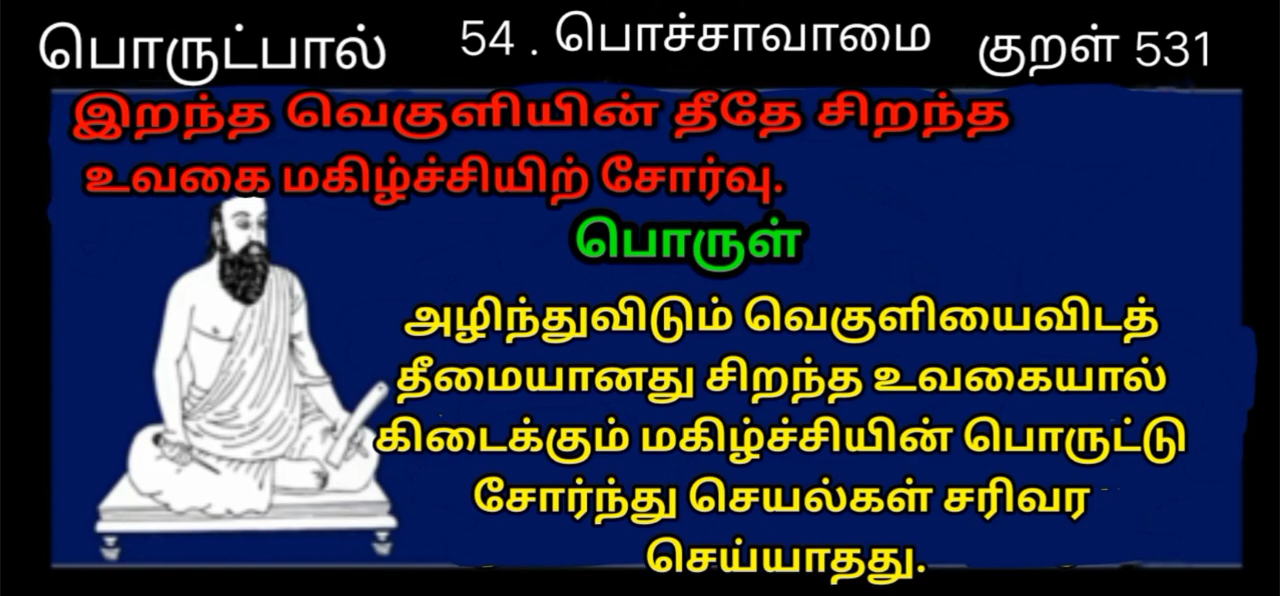 பொருட்பால் 54 . பொச்சாவாமை குறள் 531
இறந்த வெகுளியின் தீதே சிறந்த
உவகை மகிழ்ச்சியிற் சோர்வு.
பொருள்
அழிந்துவிடும் வெகுளியைவிடத்
தீமையானது சிறந்த உவகையால்
கிடைக்கும் மகிழ்ச்சியின் பொருட்டு
சோர்ந்து செயல்கள் சரிவர
செய்யாதது.